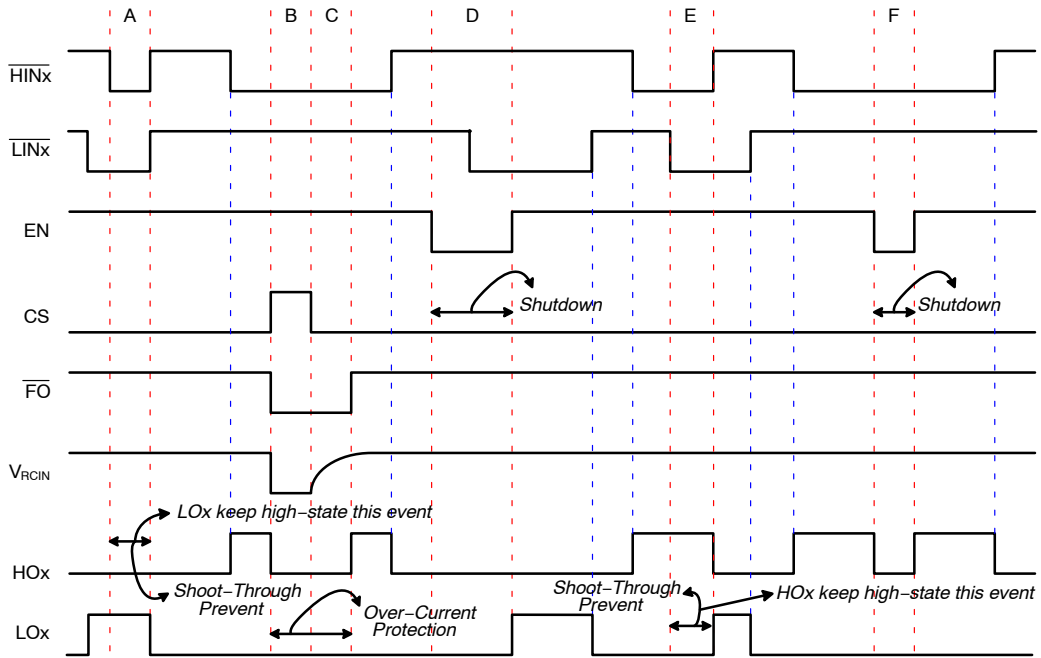 A B C D E F
HINx
LINx
EN
Shutdown
Shutdown
CS
FO
VRCIN
LOx keep high−state this event
HOx
Shoot−Through
Prevent
Over−Current
Protection
Shoot−Through
Prevent
HOx keep high−state this event
LOx